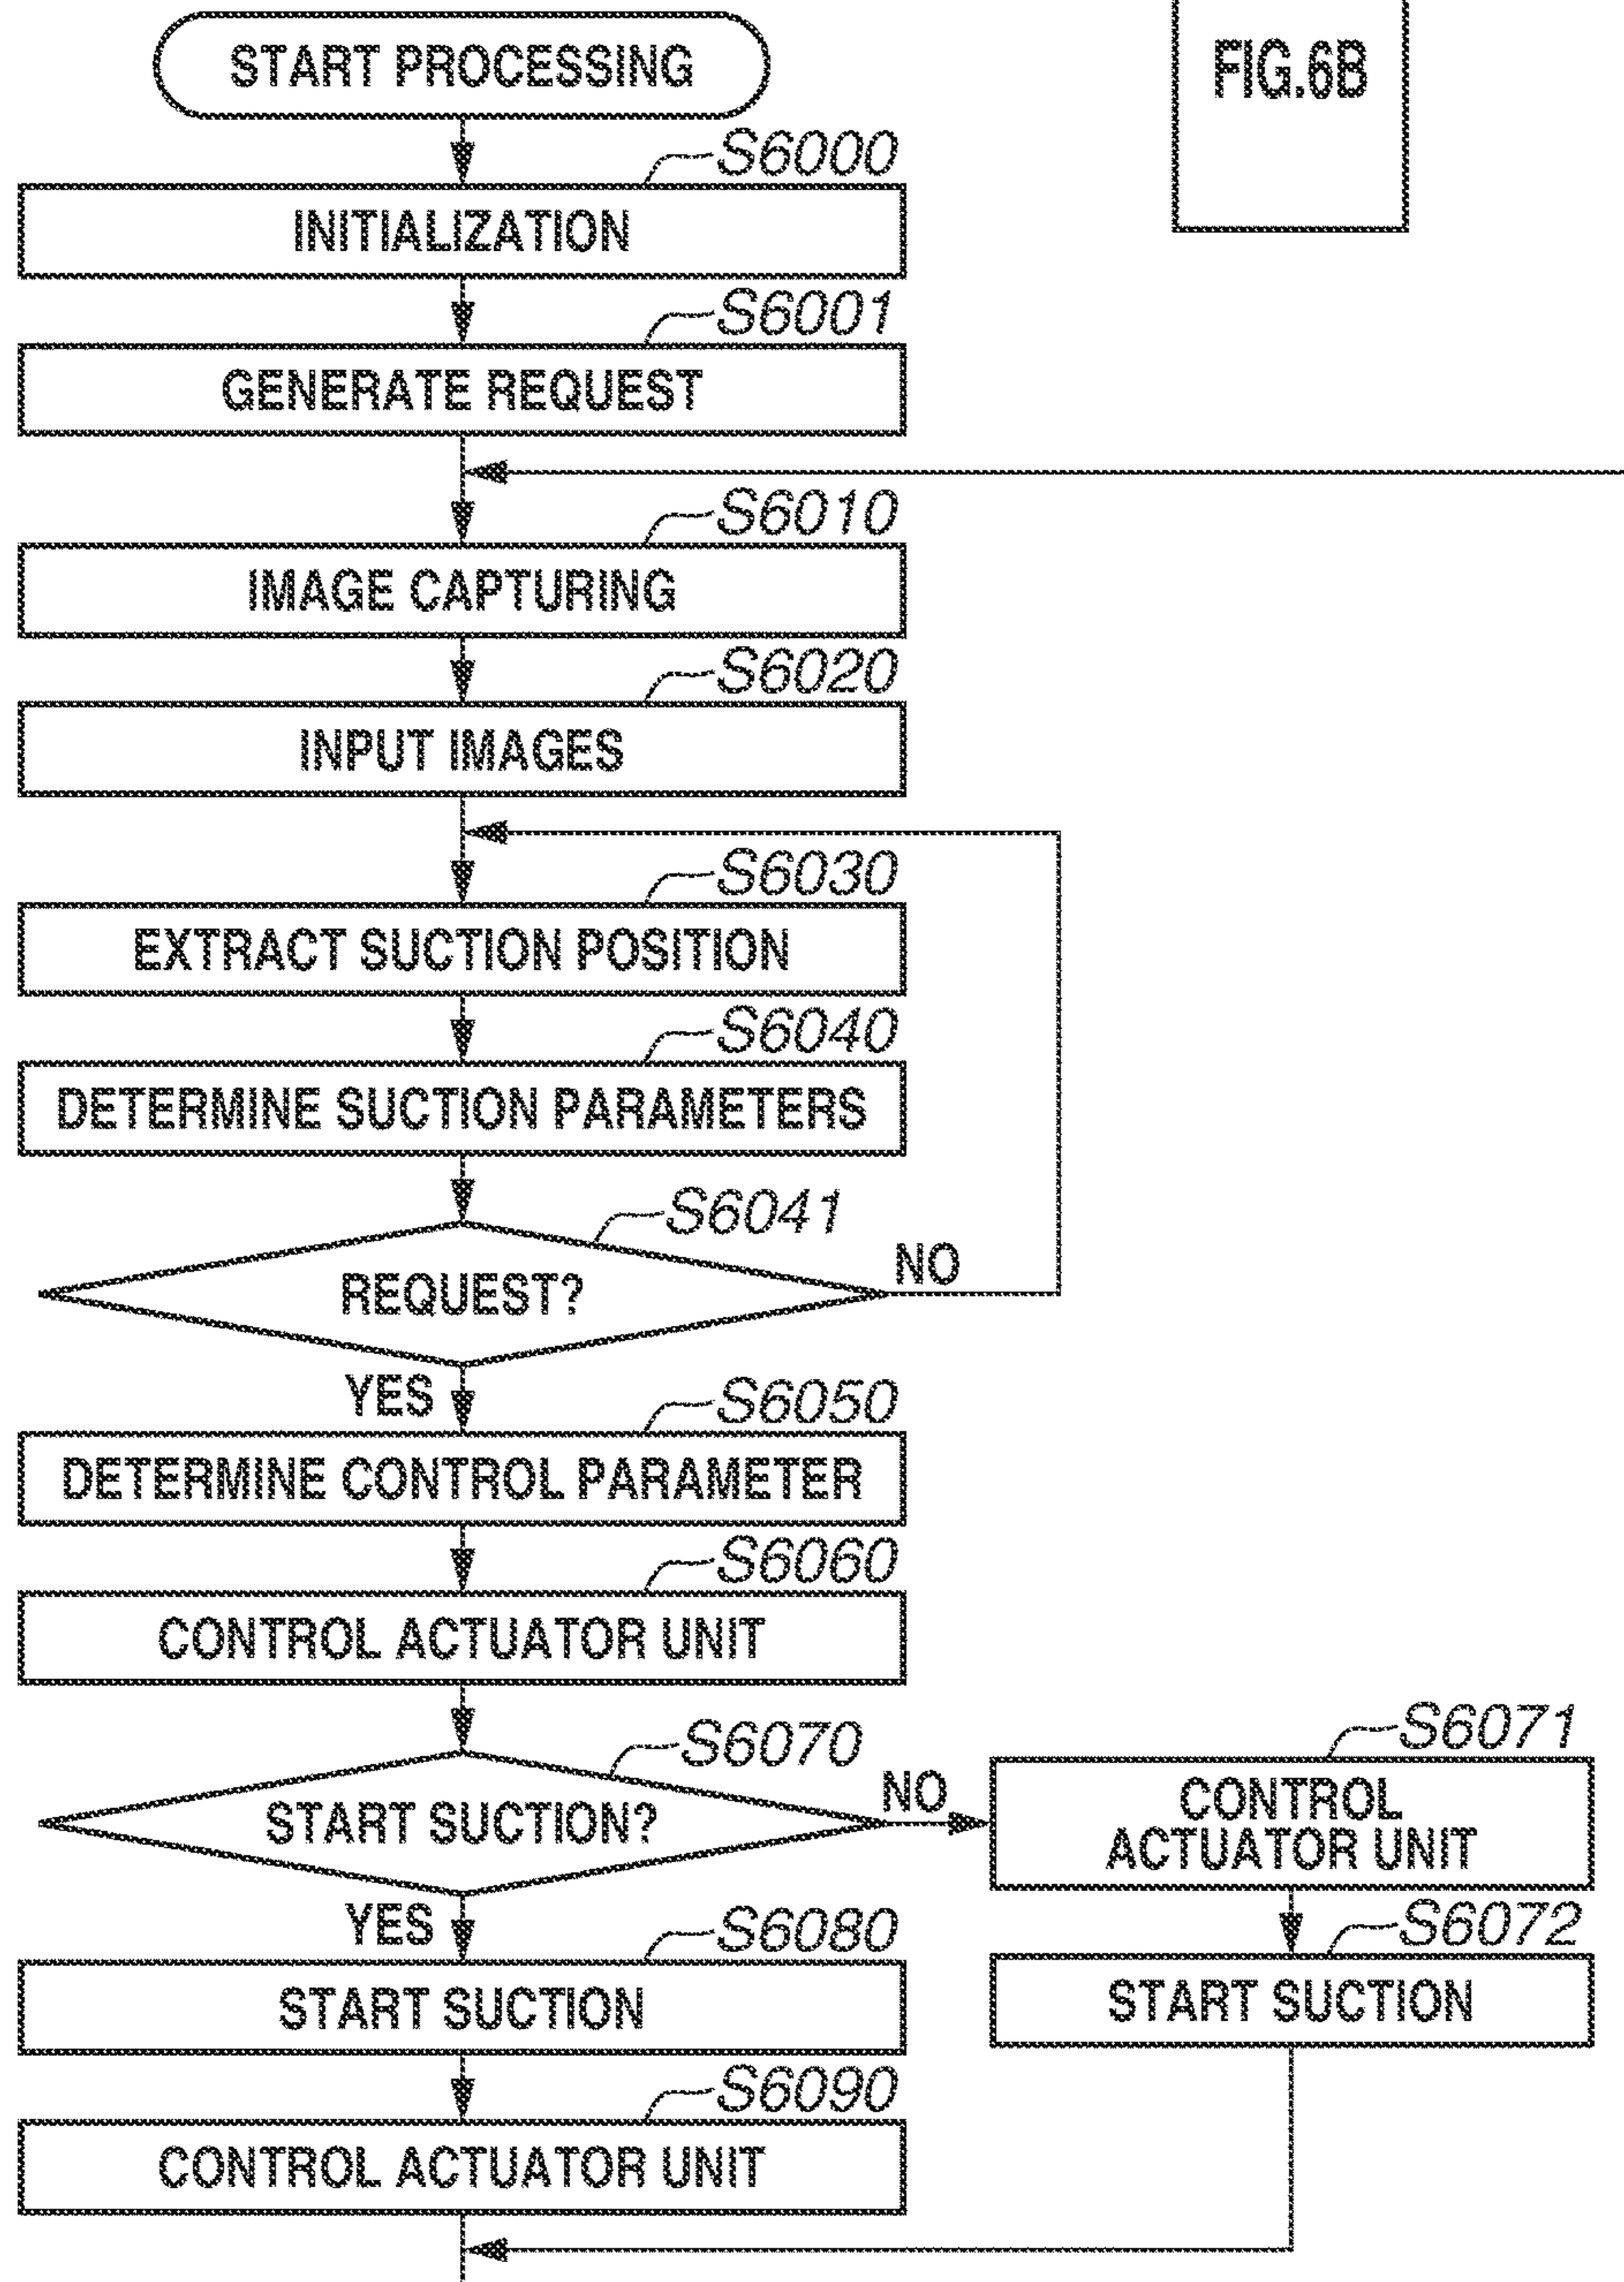 START PROCESSING
FIG.6B
S6000
INITIALIZATION
S6001
GENERATE REQUEST
S6010
IMAGE CAPTURING
S6020
INPUT IMAGES
S6030
EXTRACT SUCTION POSITION
S6040
DETERMINE SUCTION PARAMETERS
S6041
REQUEST?
NO
YES
S6050
DETERMINE CONTROL PARAMETER
S6060
CONTROL ACTUATOR UNIT
S6070
START SUCTION?
NO
S6071
CONTROL
ACTUATOR UNIT
S6072
START SUCTION
YES
S6080
START SUCTION
S6090
CONTROL ACTUATOR UNIT